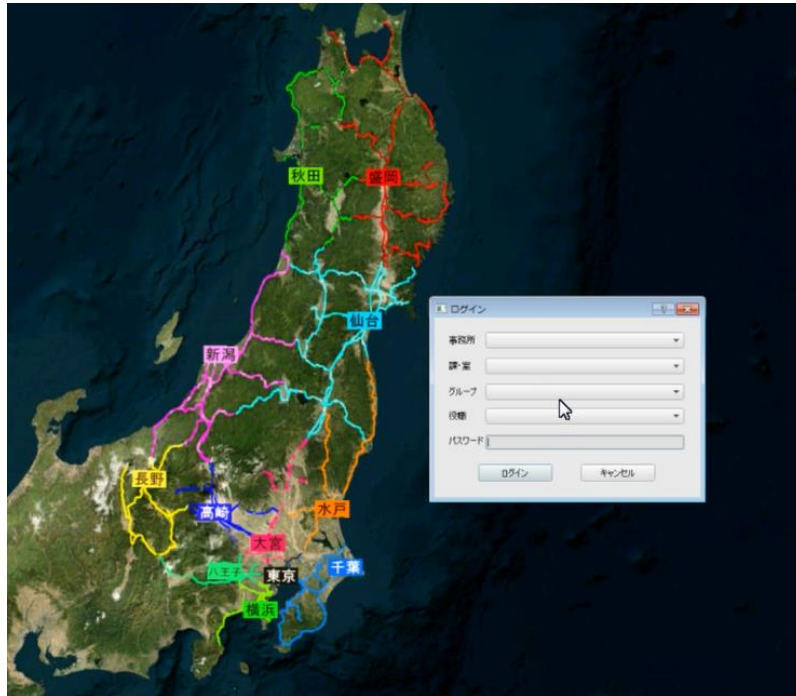 秋田
盛岡
仙台
新潟
長野
高崎
水戸
大宮
八王子
東京
千葉
横浜
ログイン
事務所
課・室
グループ
役職
パスワード
ログイン
キャンセル